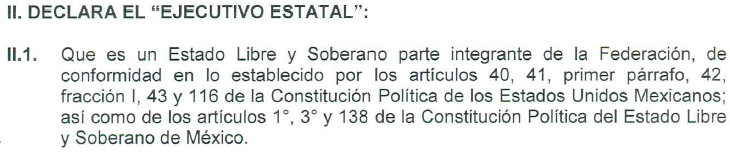 II. DECLARA EL “EJECUTIVO ESTATAL”:
II.1. Que es un Estado Libre y Soberano parte integrante de la Federación, de
conformidad en lo establecido por los artículos 40, 41, primer párrafo, 42,
fracción I, 43 y 116 de la Constitución Política de los Estados Unidos Mexicanos;
así como de los artículos 1°, 3° y 138 de la Constitución Política del Estado Libre
y Soberano de México.